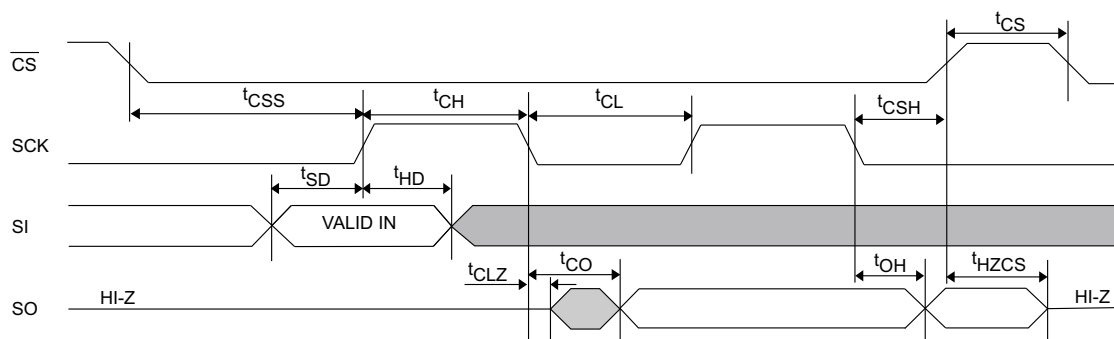 tCS
CS
tCSS
tCH
tCL
tCSH
SCK
tSD
tHD
SI
VALID IN
tCLZ
tCO
tOH
tHZCS
SO
HI-Z
HI-Z